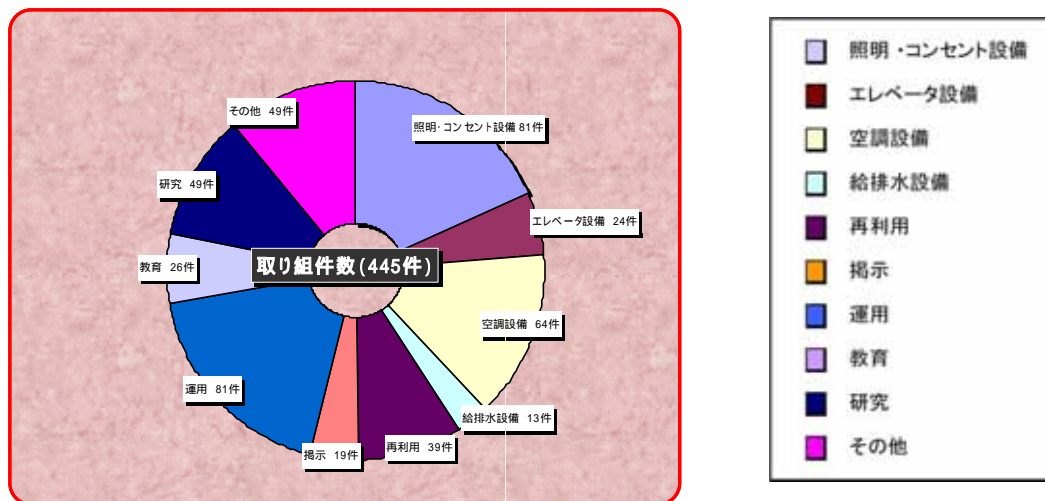 その他 49件
照明・コンセント設備 81件
研究 49件
エレベータ設備 24件
教育 26件
取り組件数(445件)
空調設備 64件
運用 81件
給排水設備 13件
再利用 39件
掲示 19件
照明・コンセント設備
エレベータ設備
空調設備
給排水設備
再利用
掲示
運用
教育
研究
その他